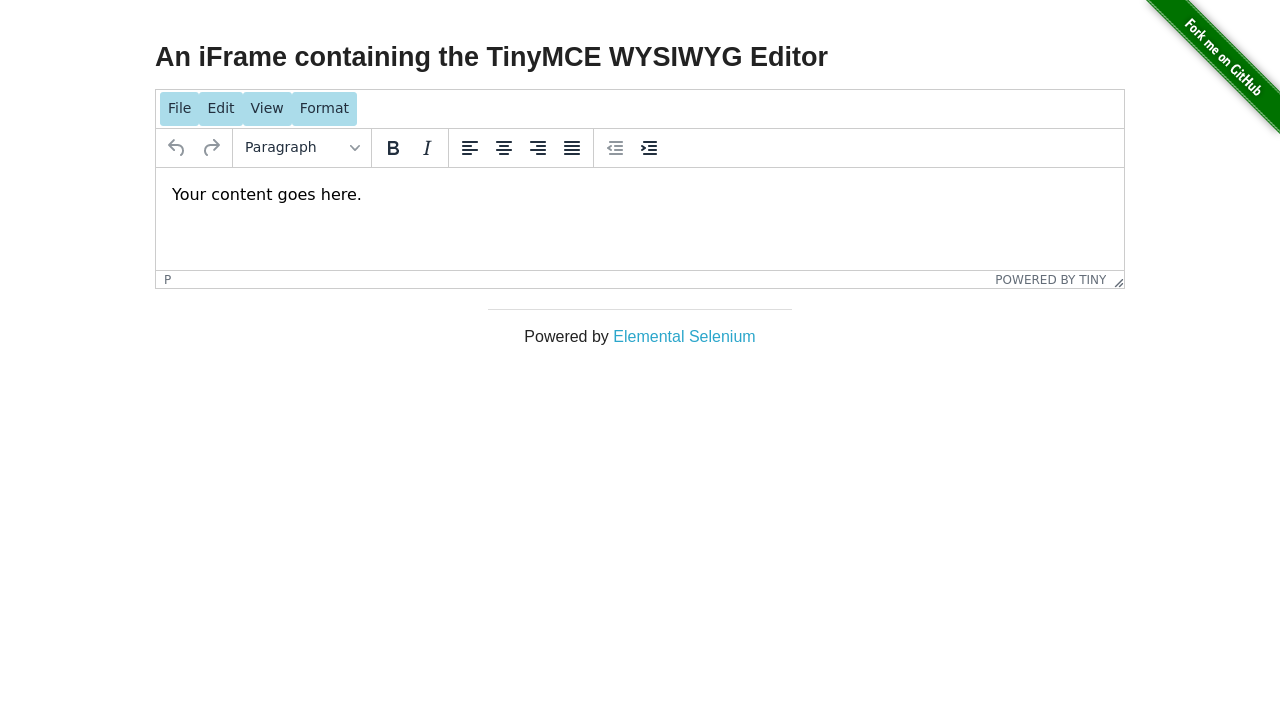 Fork me on GitHub
An iFrame containing the TinyMCE WYSIWYG Editor
File Edit View Format
Paragraph B I
Your content goes here.
P POWERED BY TINY
Powered by Elemental Selenium